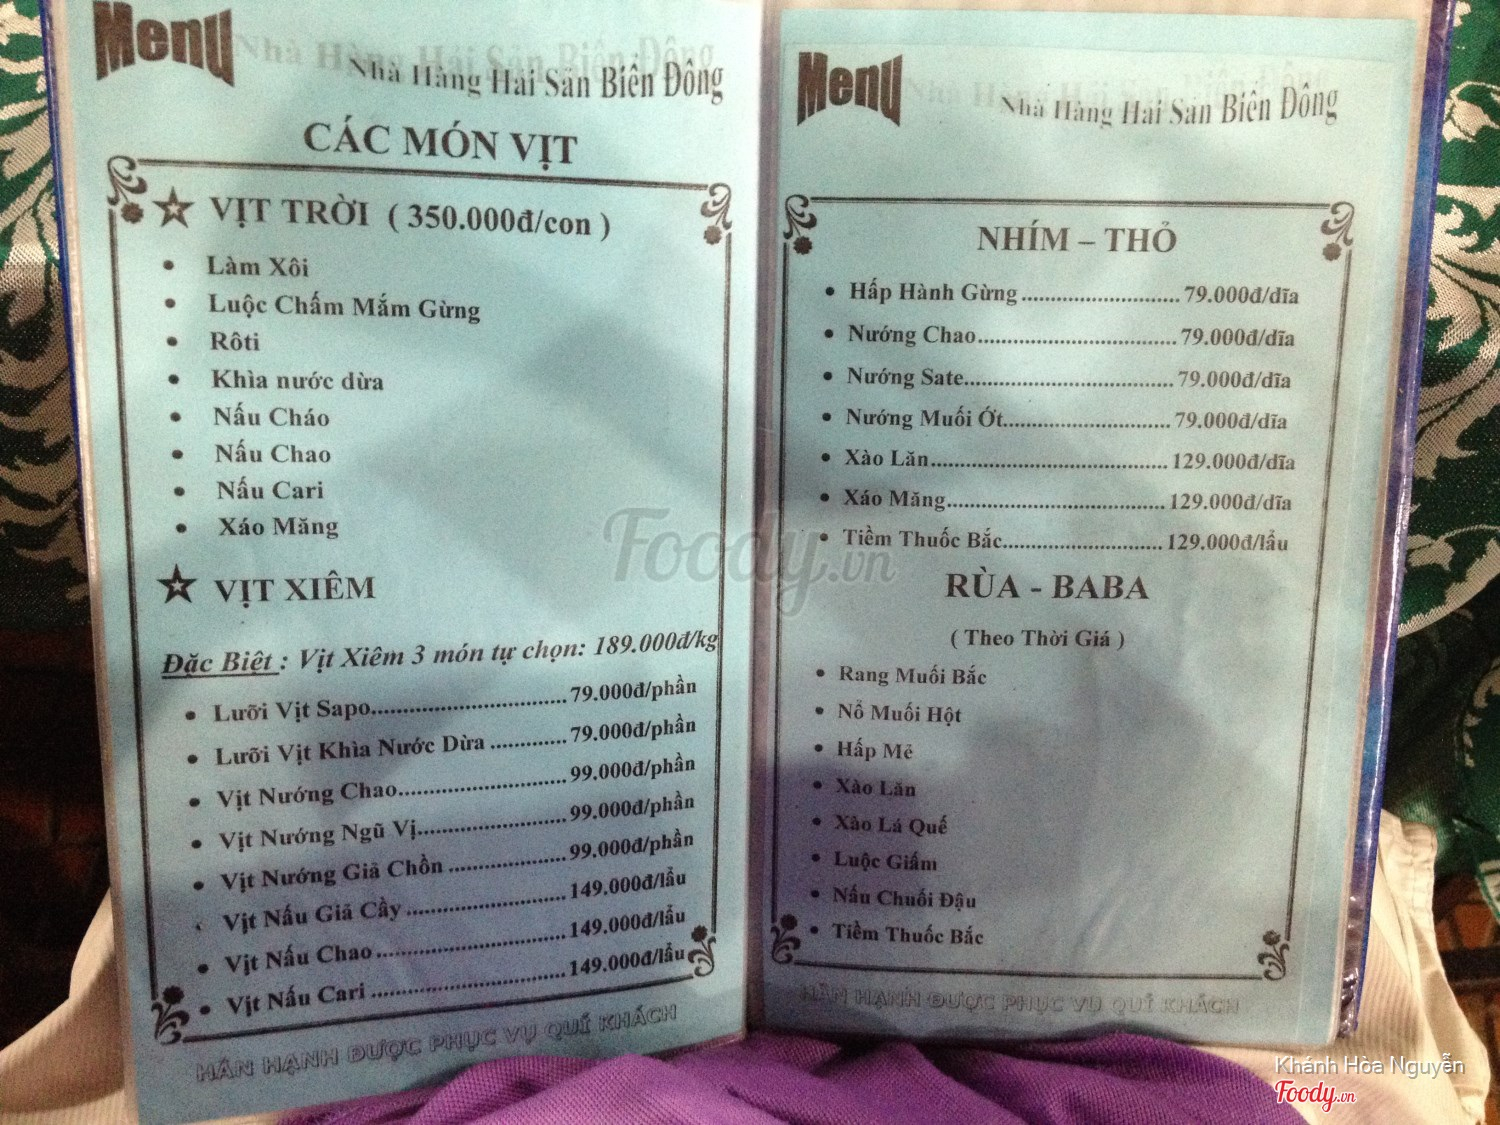 Menu
Nhà Hàng Hải Sản Biển Đông
CÁC MÓN VỊT
VỊT TRỜI ( 350.000đ/con )
• Làm Xôi
• Luộc Chấm Mắm Gừng
• Rôti
• Khìa nước dừa
• Nấu Cháo
• Nấu Chao
• Nấu Cari
• Xáo Măng
VỊT XIÊM
Đặc Biệt : Vịt Xiêm 3 món tự chọn: 189.000đ/kg
• Lưỡi Vịt Sapo..............................79.000đ/phần
• Lưỡi Vịt Khìa Nước Dừa .............79.000đ/phần
• Vịt Nướng Chao..........................99.000đ/phần
• Vịt Nướng Ngũ Vị.......................99.000đ/phần
• Vịt Nướng Giả Chồn ..................99.000đ/phần
• Vịt Nấu Giả Cầy ........................149.000đ/lẩu
• Vịt Nấu Chao .............................149.000đ/lẩu
• Vịt Nấu Cari ..............................149.000đ/lẩu
HÂN HẠNH ĐƯỢC PHỤC VỤ QUÍ KHÁCH
Menu
Nhà Hàng Hải Sản Biển Đông
NHÍM – THỎ
• Hấp Hành Gừng ...........................79.000đ/dĩa
• Nướng Chao..................................79.000đ/dĩa
• Nướng Sate....................................79.000đ/dĩa
• Nướng Muối Ớt.............................79.000đ/dĩa
• Xào Lăn........................................129.000đ/dĩa
• Xáo Măng.....................................129.000đ/dĩa
• Tiềm Thuốc Bắc...........................129.000đ/lẩu
RÙA - BABA
( Theo Thời Giá )
• Rang Muối Bắc
• Nổ Muối Hột
• Hấp Mẻ
• Xào Lăn
• Xào Lá Quế
• Luộc Giấm
• Nấu Chuối Đậu
• Tiềm Thuốc Bắc
HÂN HẠNH ĐƯỢC PHỤC VỤ QUÍ KHÁCH
Foody.vn
Khánh Hòa Nguyễn
Foody.vn